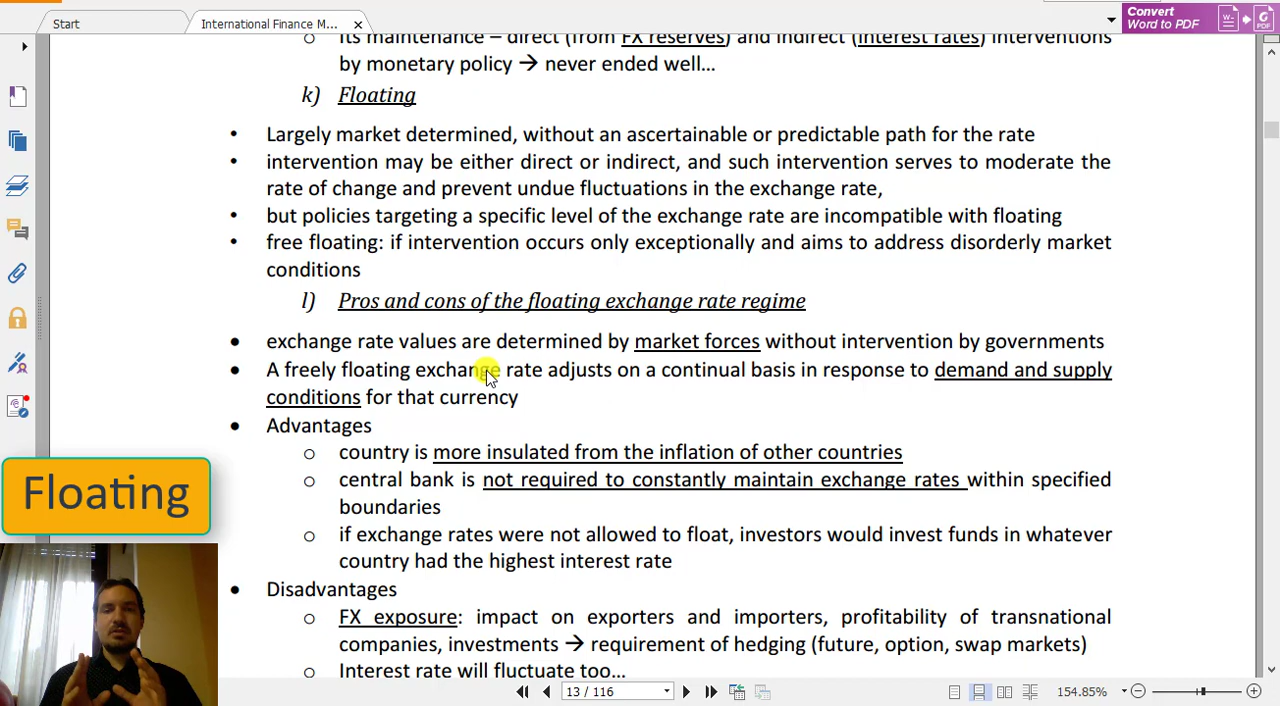 Start
International Finance M...
Convert
Word to PDF
W
PDF
○ Its maintenance – direct (from FX reserves) and indirect (interest rates) interventions
by monetary policy → never ended well...
k) Floating
• Largely market determined, without an ascertainable or predictable path for the rate
• intervention may be either direct or indirect, and such intervention serves to moderate the
rate of change and prevent undue fluctuations in the exchange rate,
• but policies targeting a specific level of the exchange rate are incompatible with floating
• free floating: if intervention occurs only exceptionally and aims to address disorderly market
conditions
l) Pros and cons of the floating exchange rate regime
• exchange rate values are determined by market forces without intervention by governments
• A freely floating exchange rate adjusts on a continual basis in response to demand and supply
conditions for that currency
• Advantages
○ country is more insulated from the inflation of other countries
○ central bank is not required to constantly maintain exchange rates within specified
boundaries
○ if exchange rates were not allowed to float, investors would invest funds in whatever
country had the highest interest rate
• Disadvantages
○ FX exposure: impact on exporters and importers, profitability of transnational
companies, investments → requirement of hedging (future, option, swap markets)
○ Interest rate will fluctuate too...
Floating
13 / 116
154.85%